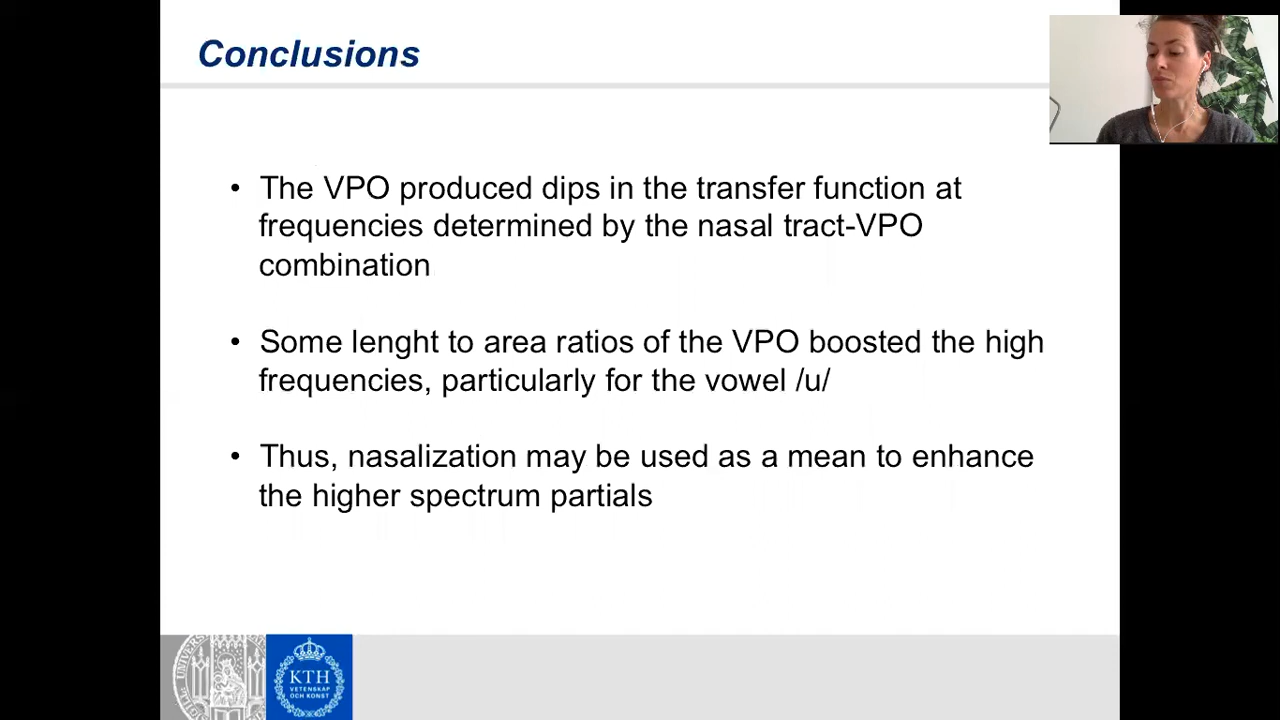 Conclusions
• The VPO produced dips in the transfer function at
frequencies determined by the nasal tract-VPO
combination
• Some lenght to area ratios of the VPO boosted the high
frequencies, particularly for the vowel /u/
• Thus, nasalization may be used as a mean to enhance
the higher spectrum partials
KTH
VETENSKAP
OCH KONST